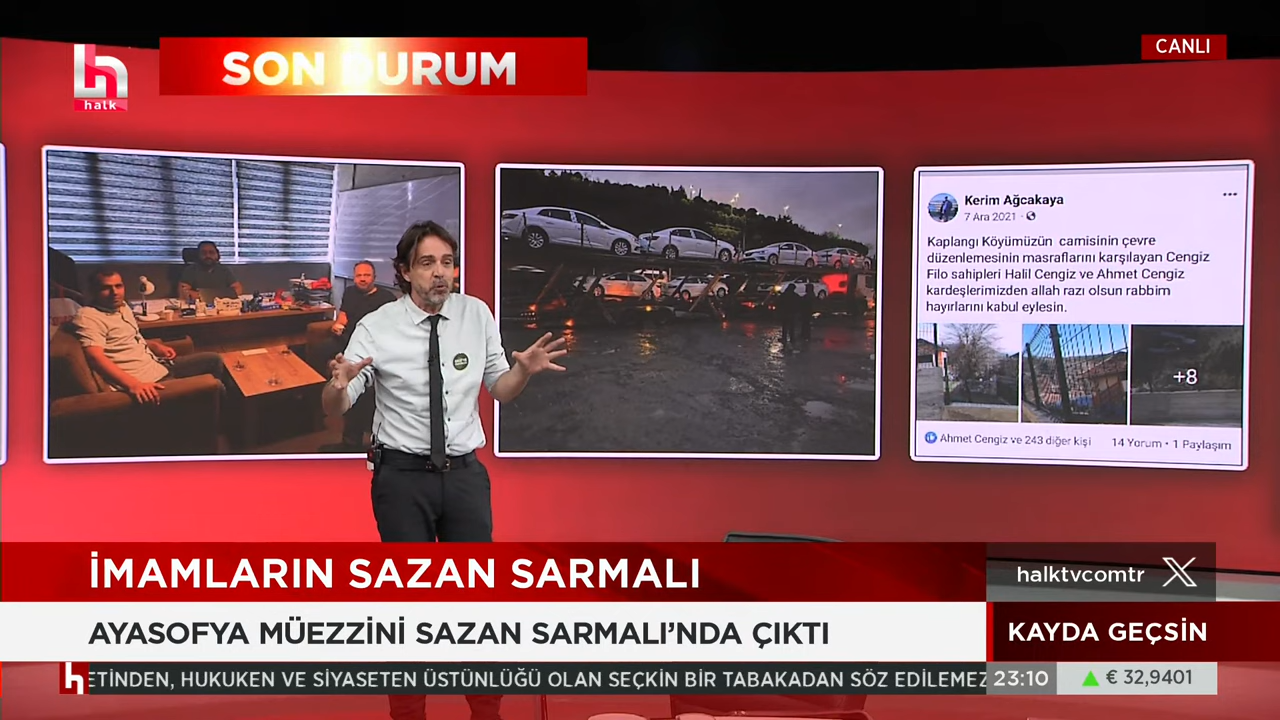 SON DURUM
CANLI
h
halk
Kerim Ağcakaya
7 Ara 2021 ·
Kaplangı Köyümüzün camisinin çevre
düzenlemesinin masraflarını karşılayan Cengiz
Filo sahipleri Halil Cengiz ve Ahmet Cengiz
kardeşlerimizden allah razı olsun rabbim
hayırlarını kabul eylesin.
+8
Ahmet Cengiz ve 243 diğer kişi 14 Yorum • 1 Paylaşım
İMAMLARIN SAZAN SARMALI
halktvcomtr X
AYASOFYA MÜEZZİNİ SAZAN SARMALI’NDA ÇIKTI
KAYDA GEÇSİN
h ETİNDEN, HUKUKEN VE SİYASETEN ÜSTÜNLÜĞÜ OLAN SEÇKİN BİR TABAKADAN SÖZ EDİLEMEZ 23:10 € 32,9401